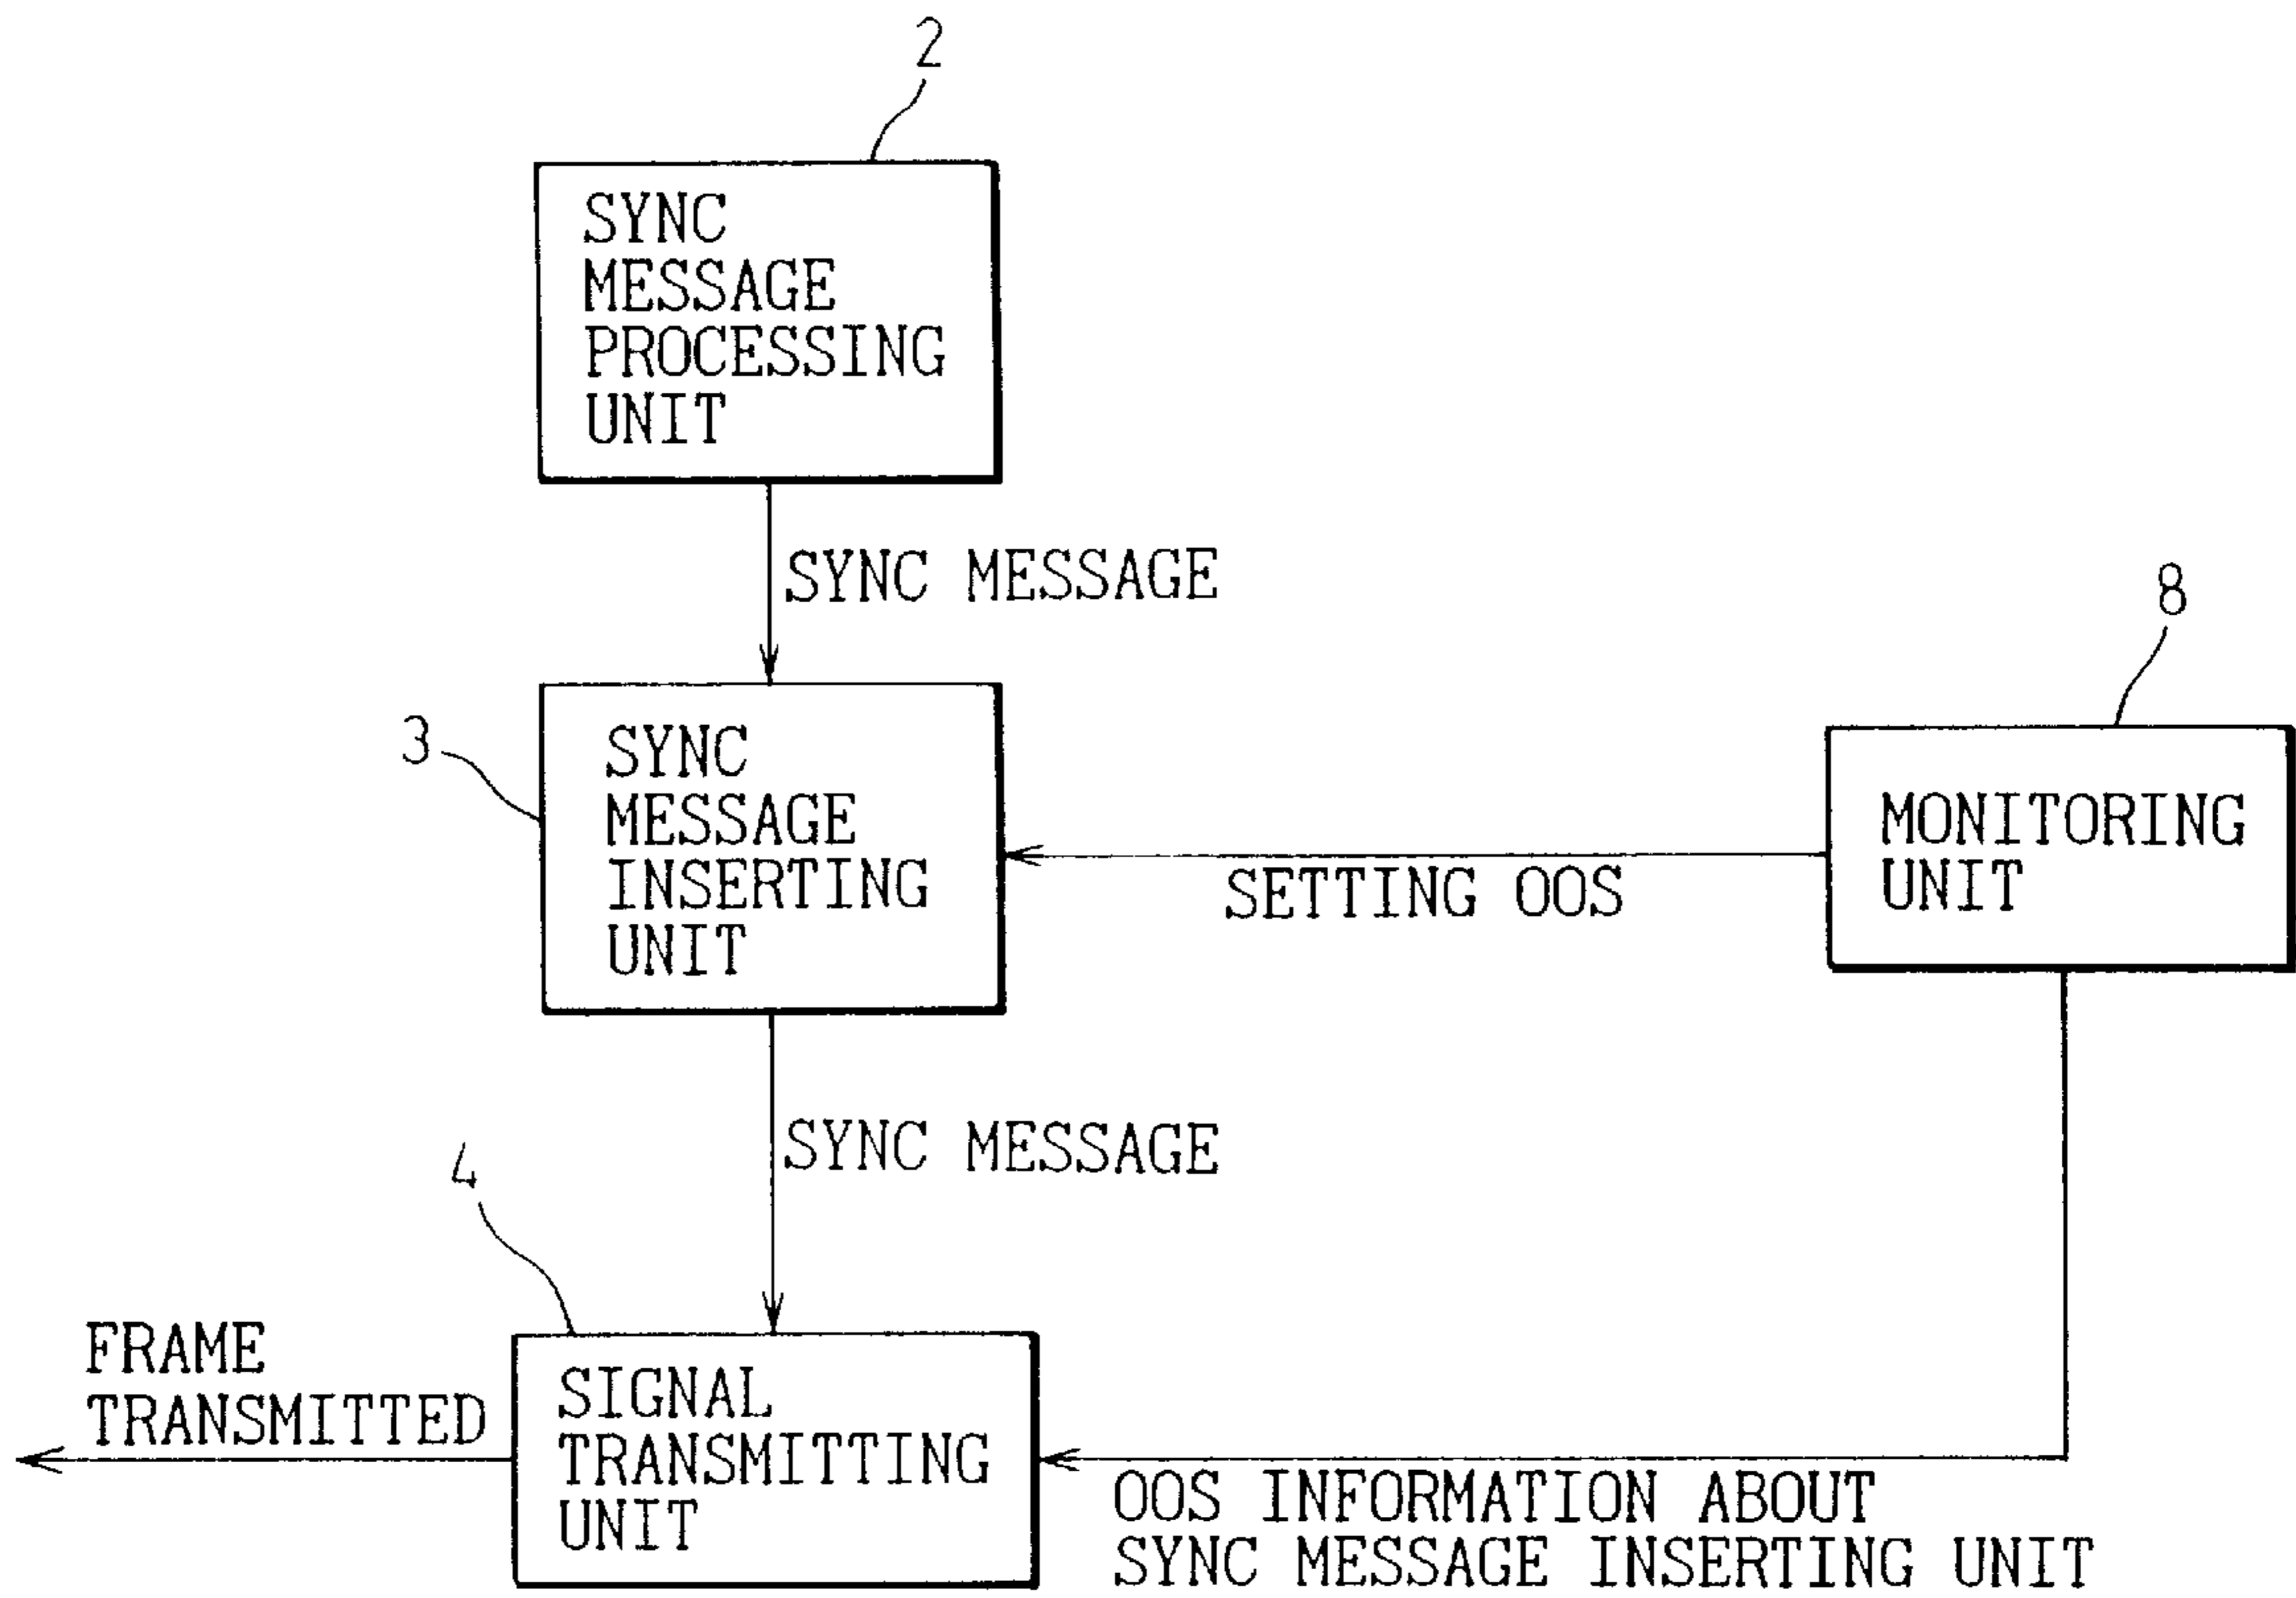 2
SYNC
MESSAGE
PROCESSING
UNIT
SYNC MESSAGE
8
3
SYNC
MESSAGE
INSERTING
UNIT
MONITORING
UNIT
SETTING OOS
SYNC MESSAGE
4
FRAME
TRANSMITTED
SIGNAL
TRANSMITTING
UNIT
OOS INFORMATION ABOUT
SYNC MESSAGE INSERTING UNIT